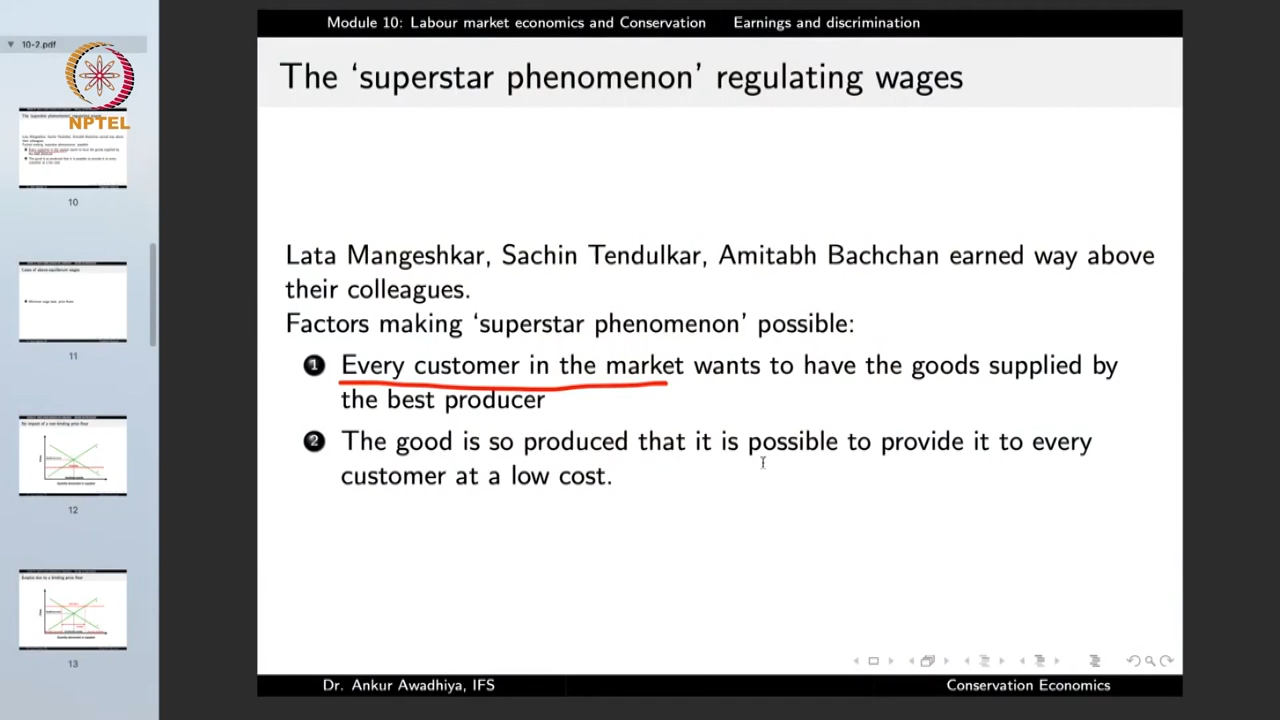 Module 10: Labour market economics and Conservation Earnings and discrimination
10-2.pdf
NPTEL
The ‘superstar phenomenon’ regulating wages
Lata Mangeshkar, Sachin Tendulkar, Amitabh Bachchan earned way above
their colleagues.
Factors making ‘superstar phenomenon’ possible:
1 Every customer in the market wants to have the goods supplied by
the best producer
2 The good is so produced that it is possible to provide it to every
customer at a low cost.
10
11
12
13
Dr. Ankur Awadhiya, IFS Conservation Economics